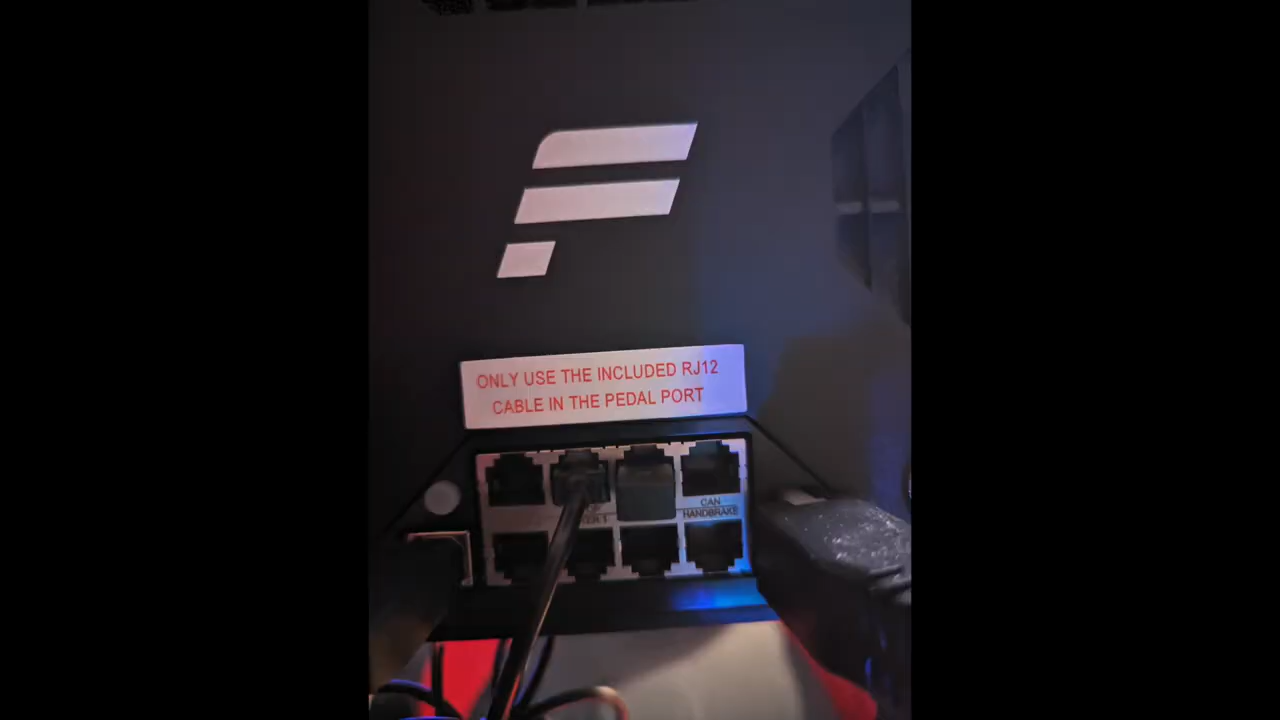 ONLY USE THE INCLUDED RJ12
CABLE IN THE PEDAL PORT
CAN
HANDBRAKE